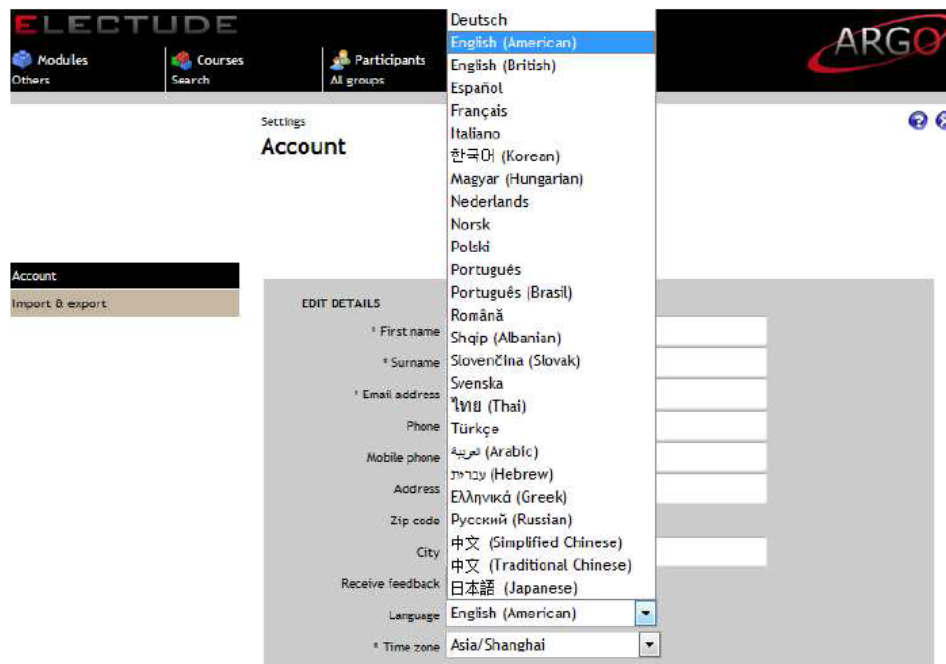 ELECTUDE
Modules
Others
Courses
Search
Participants
All groups
ARGO
Settings
Account
Account
Import & export
EDIT DETAILS
* First name
* Surname
* Email address
Phone
Mobile phone
Address
Zip code
City
Receive feedback
Deutsch
English (American)
English (British)
Español
Français
Italiano
한국어 (Korean)
Magyar (Hungarian)
Nederlands
Norsk
Polski
Português
Português (Brasil)
Română
Shqip (Albanian)
Slovenčina (Slovak)
Svenska
ไทย (Thai)
Türkçe
العربية (Arabic)
עברית (Hebrew)
Ελληνικά (Greek)
Русский (Russian)
中文 (Simplified Chinese)
中文 (Traditional Chinese)
日本語 (Japanese)
Language English (American)
* Time zone Asia/Shanghai